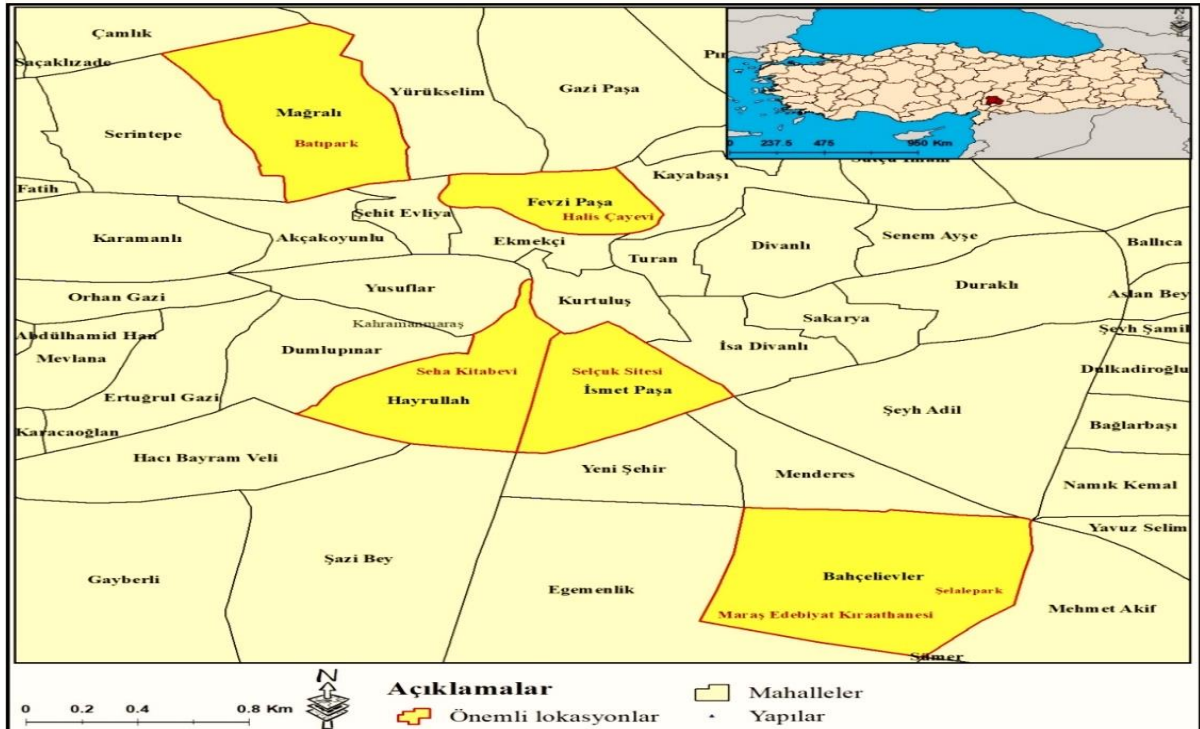 Çamlık
Saçaklızade
Serintepe
Mağralı
Batıpark
Yürükselim
Gazi Paşa
0 237.5 475 950 Km
Fatih
Karamanlı
Akçakoyunlu
Şehit Evliya
Fevzi Paşa
Halis Çayevi
Ekmekçi
Kayabaşı
Turan
Divanlı
Senem Ayşe
Ballıca
Orhan Gazi
Yusuflar
Kurtuluş
Duraklı
Aslan Bey
Abdülhamid Han
Mevlana
Kahramanmaraş
Dumlupınar
Sakarya
İsa Divanlı
Şeyh Şamil
Dulkadiroğlu
Ertuğrul Gazi
Seha Kitabevi
Hayrullah
Selçuk Sitesi
İsmet Paşa
Şeyh Adil
Bağlarbaşı
Karacaoğlan
Hacı Bayram Veli
Yeni Şehir
Menderes
Namık Kemal
Yavuz Selim
Gayberli
Şazi Bey
Egemenlik
Bahçelievler
Şelalepark
Maraş Edebiyat Kıraathanesi
Mehmet Akif
Sümer
0 0.2 0.4 0.8 Km
N
Açıklamalar
Önemli lokasyonlar
Mahalleler
Yapılar